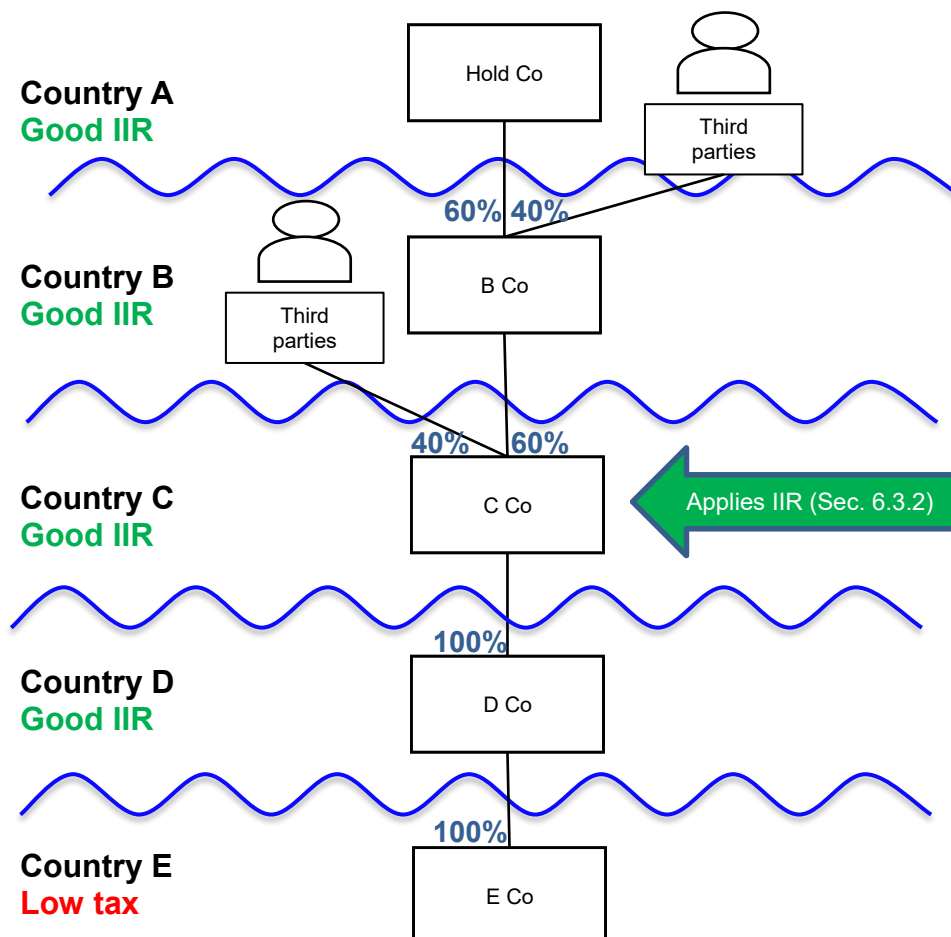 Hold Co
Country A
Good IIR
Third
parties
60% 40%
Country B
Good IIR
B Co
Third
parties
40% 60%
Country C
Good IIR
C Co
Applies IIR (Sec. 6.3.2)
100%
Country D
Good IIR
D Co
100%
Country E
Low tax
E Co